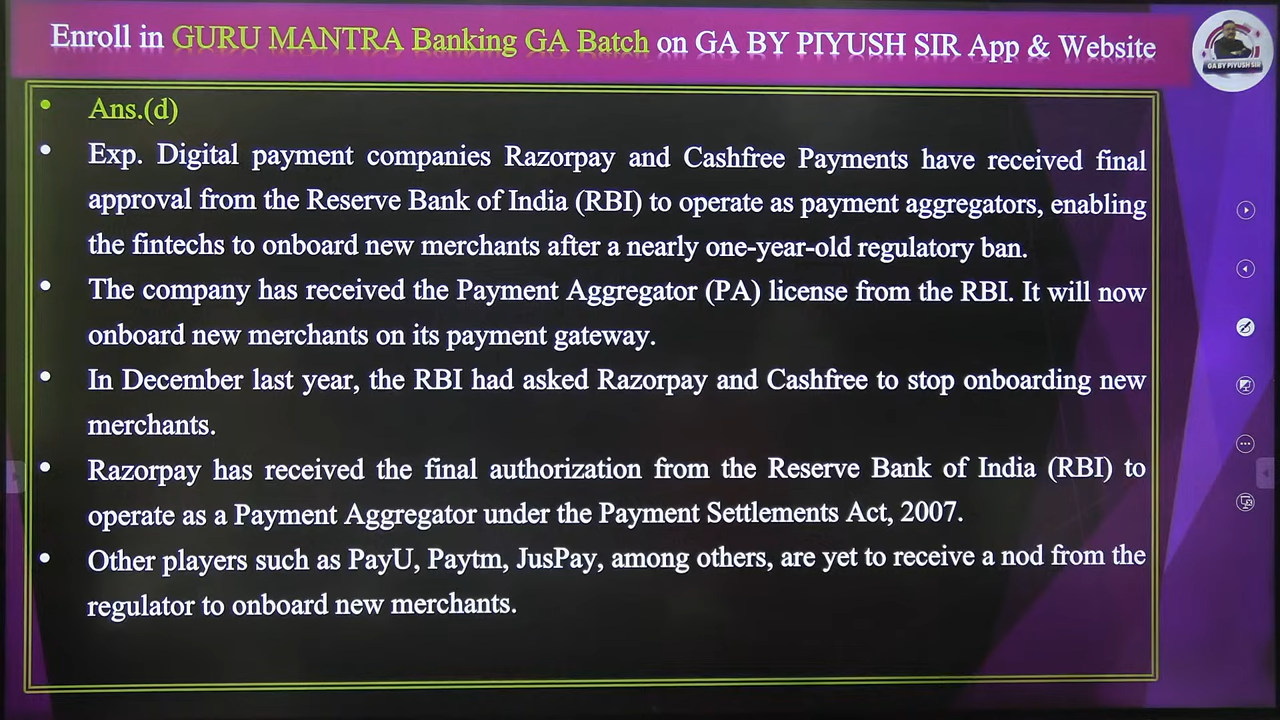 Enroll in GURU MANTRA Banking GA Batch on GA BY PIYUSH SIR App & Website
GA BY PIYUSH SIR
• Ans.(d)
• Exp. Digital payment companies Razorpay and Cashfree Payments have received final
approval from the Reserve Bank of India (RBI) to operate as payment aggregators, enabling
the fintechs to onboard new merchants after a nearly one-year-old regulatory ban.
• The company has received the Payment Aggregator (PA) license from the RBI. It will now
onboard new merchants on its payment gateway.
• In December last year, the RBI had asked Razorpay and Cashfree to stop onboarding new
merchants.
• Razorpay has received the final authorization from the Reserve Bank of India (RBI) to
operate as a Payment Aggregator under the Payment Settlements Act, 2007.
• Other players such as PayU, Paytm, JusPay, among others, are yet to receive a nod from the
regulator to onboard new merchants.